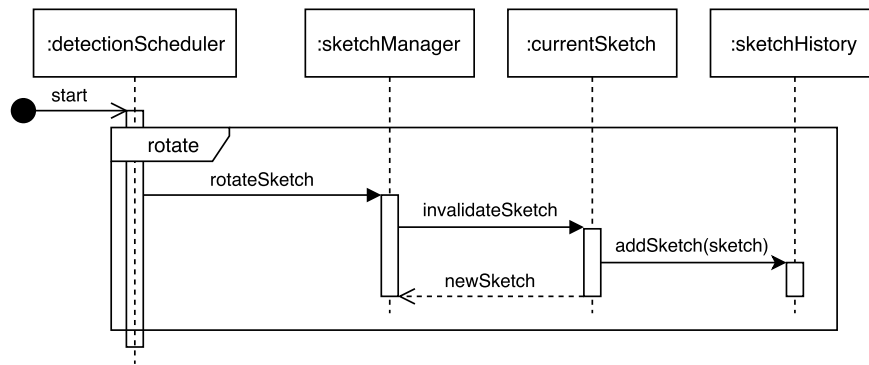 :detectionScheduler
:sketchManager
:currentSketch
:sketchHistory
start
rotate
rotateSketch
invalidateSketch
addSketch(sketch)
newSketch